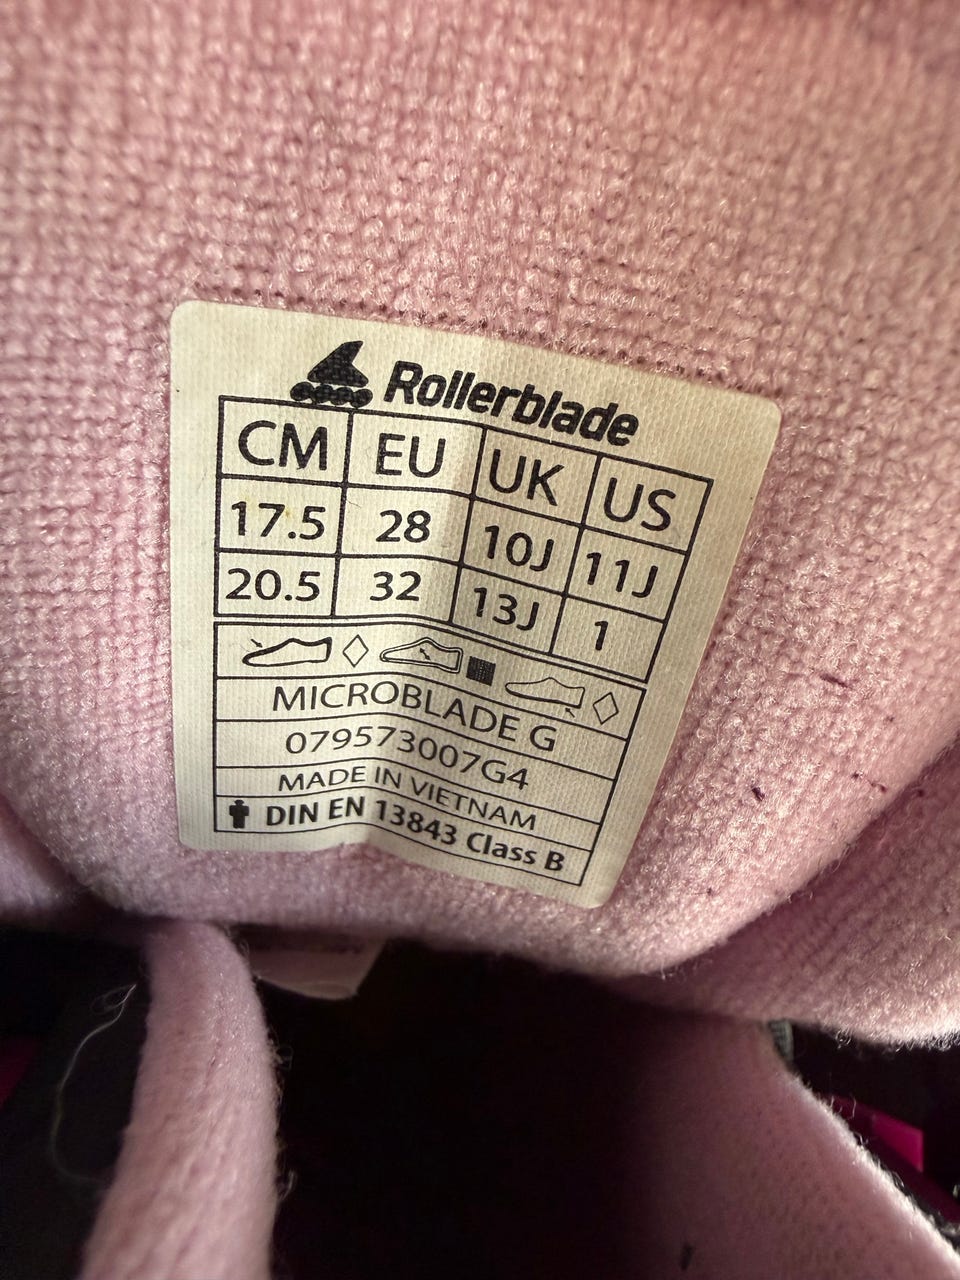 Rollerblade
CM EU UK US
17.5 28 10J 11J
20.5 32 13J 1
MICROBLADE G
079573007G4
MADE IN VIETNAM
DIN EN 13843 Class B